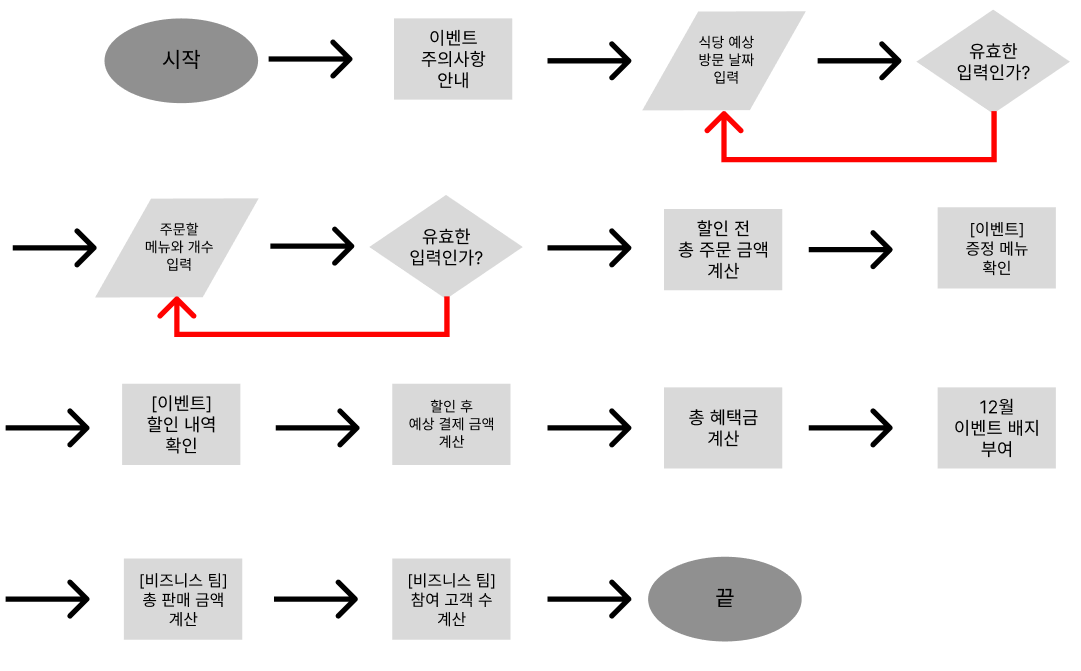 시작
이벤트
주의사항
안내
식당 예상
방문 날짜
입력
유효한
입력인가?
주문할
메뉴와 개수
입력
유효한
입력인가?
할인 전
총 주문 금액
계산
[이벤트]
증정 메뉴
확인
[이벤트]
할인 내역
확인
할인 후
예상 결제 금액
계산
총 혜택금
계산
12월
이벤트 배지
부여
[비즈니스 팀]
총 판매 금액
계산
[비즈니스 팀]
참여 고객 수
계산
끝